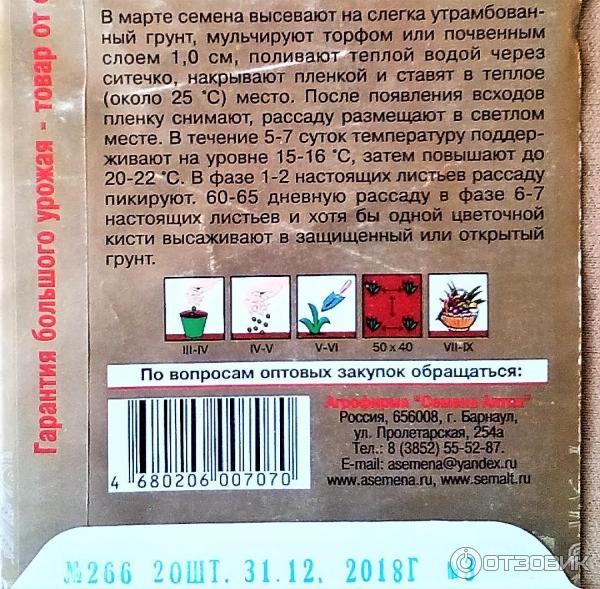 В марте семена высевают на слегка утрамбован-
ный грунт, мульчируют торфом или почвенным
слоем 1,0 см, поливают теплой водой через
ситечко, накрывают пленкой и ставят в теплое
(около 25 °С) место. После появления всходов
пленку снимают, рассаду размещают в светлом
месте. В течение 5-7 суток температуру поддер-
живают на уровне 15-16 °С, затем повышают до
20-22 °С. В фазе 1-2 настоящих листьев рассаду
пикируют. 60-65 дневную рассаду в фазе 6-7
настоящих листьев и хотя бы одной цветочной
кисти высаживают в защищенный или открытый
грунт.
Гарантия большого урожая - товар от
III-IV
IV-V
V-VI
50 x 40
VII-IX
По вопросам оптовых закупок обращаться:
Агрофирма "Семена Алтая"
Россия, 656008, г. Барнаул,
ул. Пролетарская, 254а
Тел.: 8 (3852) 55-52-87.
E-mail: asemena@yandex.ru
www.asemena.ru, www.semalt.ru
4 680206 007070
№266 20ШТ. 31.12. 2018Г
ОТЗОВИК